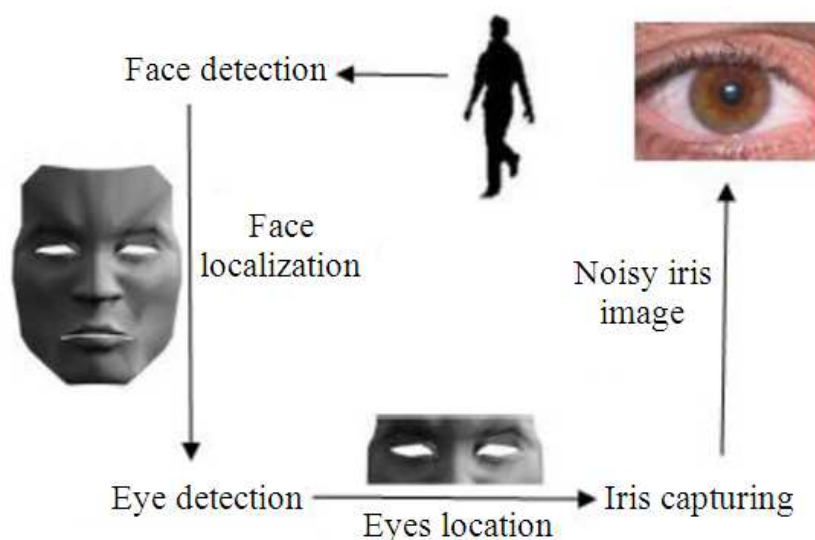 Face detection
Face
localization
Noisy iris
image
Eye detection
Eyes location
Iris capturing